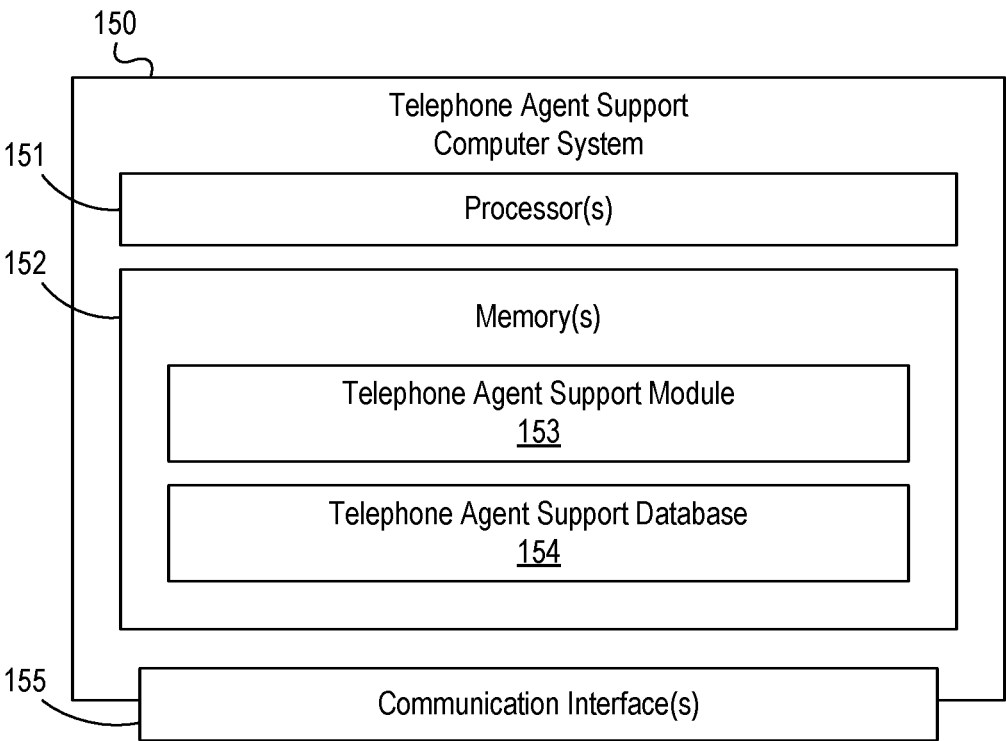 150
Telephone Agent Support
Computer System
151
Processor(s)
152
Memory(s)
Telephone Agent Support Module
153
Telephone Agent Support Database
154
155
Communication Interface(s)